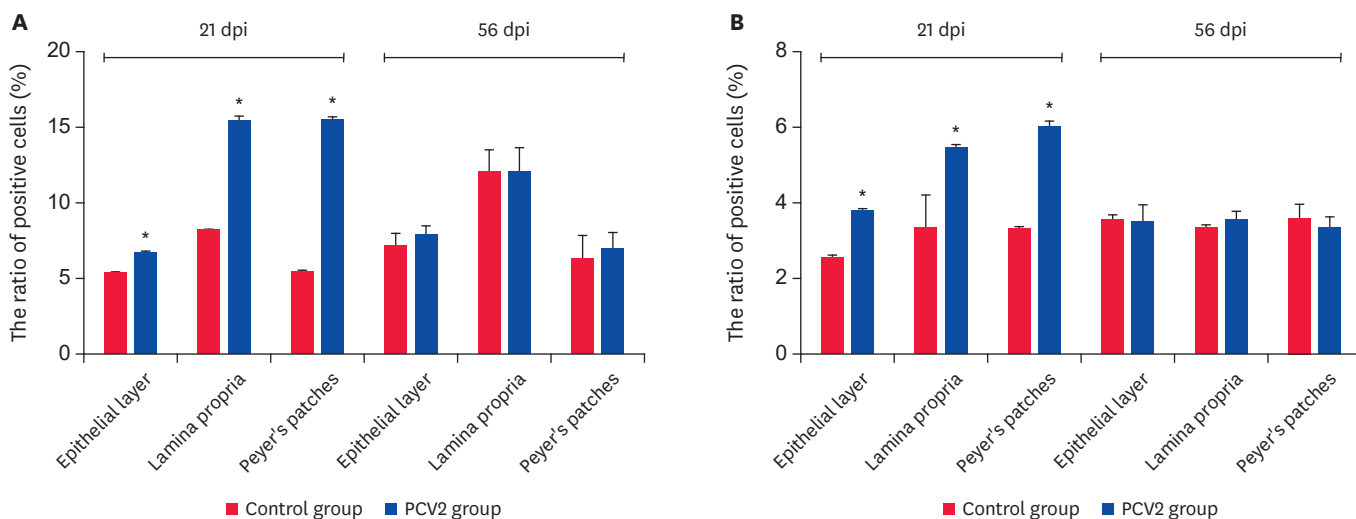 A
21 dpi
56 dpi
The ratio of positive cells (%)
20
15
10
5
0
*
*
*
Epithelial layer
Lamina propria
Peyer's patches
Epithelial layer
Lamina propria
Peyer's patches
Control group
PCV2 group
B
21 dpi
56 dpi
The ratio of positive cells (%)
8
6
4
2
0
*
*
*
Epithelial layer
Lamina propria
Peyer's patches
Epithelial layer
Lamina propria
Peyer's patches
Control group
PCV2 group